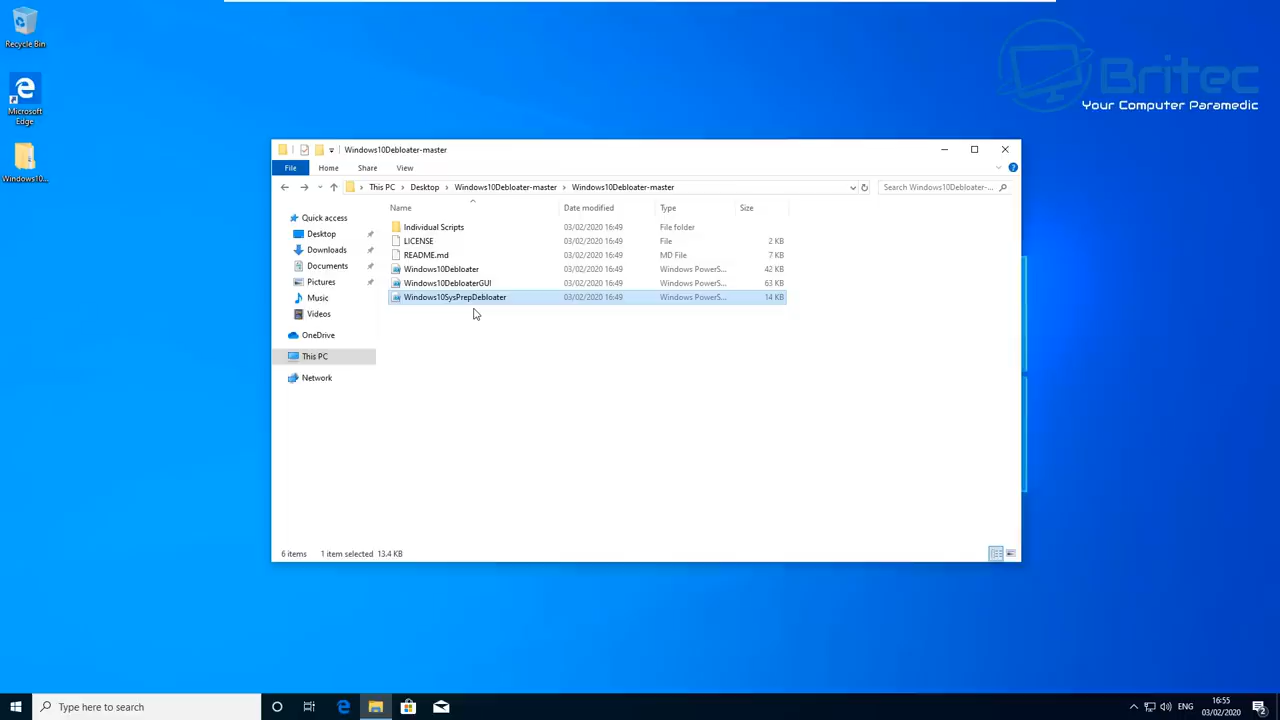 Recycle Bin
Microsoft
Edge
Windows10...
Britec
Your Computer Paramedic
Windows10Debloater-master
File Home Share View
This PC Desktop Windows10Debloater-master Windows10Debloater-master
Search Windows10Debloater-...
Name Date modified Type Size
Quick access
Desktop
Downloads
Documents
Pictures
Music
Videos
OneDrive
This PC
Network
Individual Scripts 03/02/2020 16:49 File folder
LICENSE 03/02/2020 16:49 File 2 KB
README.md 03/02/2020 16:49 MD File 7 KB
Windows10Debloater 03/02/2020 16:49 Windows PowerS... 42 KB
Windows10DebloaterGUI 03/02/2020 16:49 Windows PowerS... 63 KB
Windows10SysPrepDebloater 03/02/2020 16:49 Windows PowerS... 14 KB
6 items 1 item selected 13.4 KB
Type here to search
ENG
16:55
03/02/2020
2